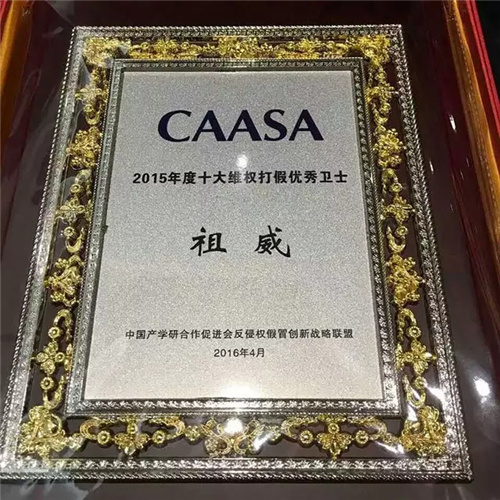 CAASA
2015年度十大维权打假优秀卫士
祖威
中国产学研合作促进会反侵权假冒创新战略联盟
2016年4月